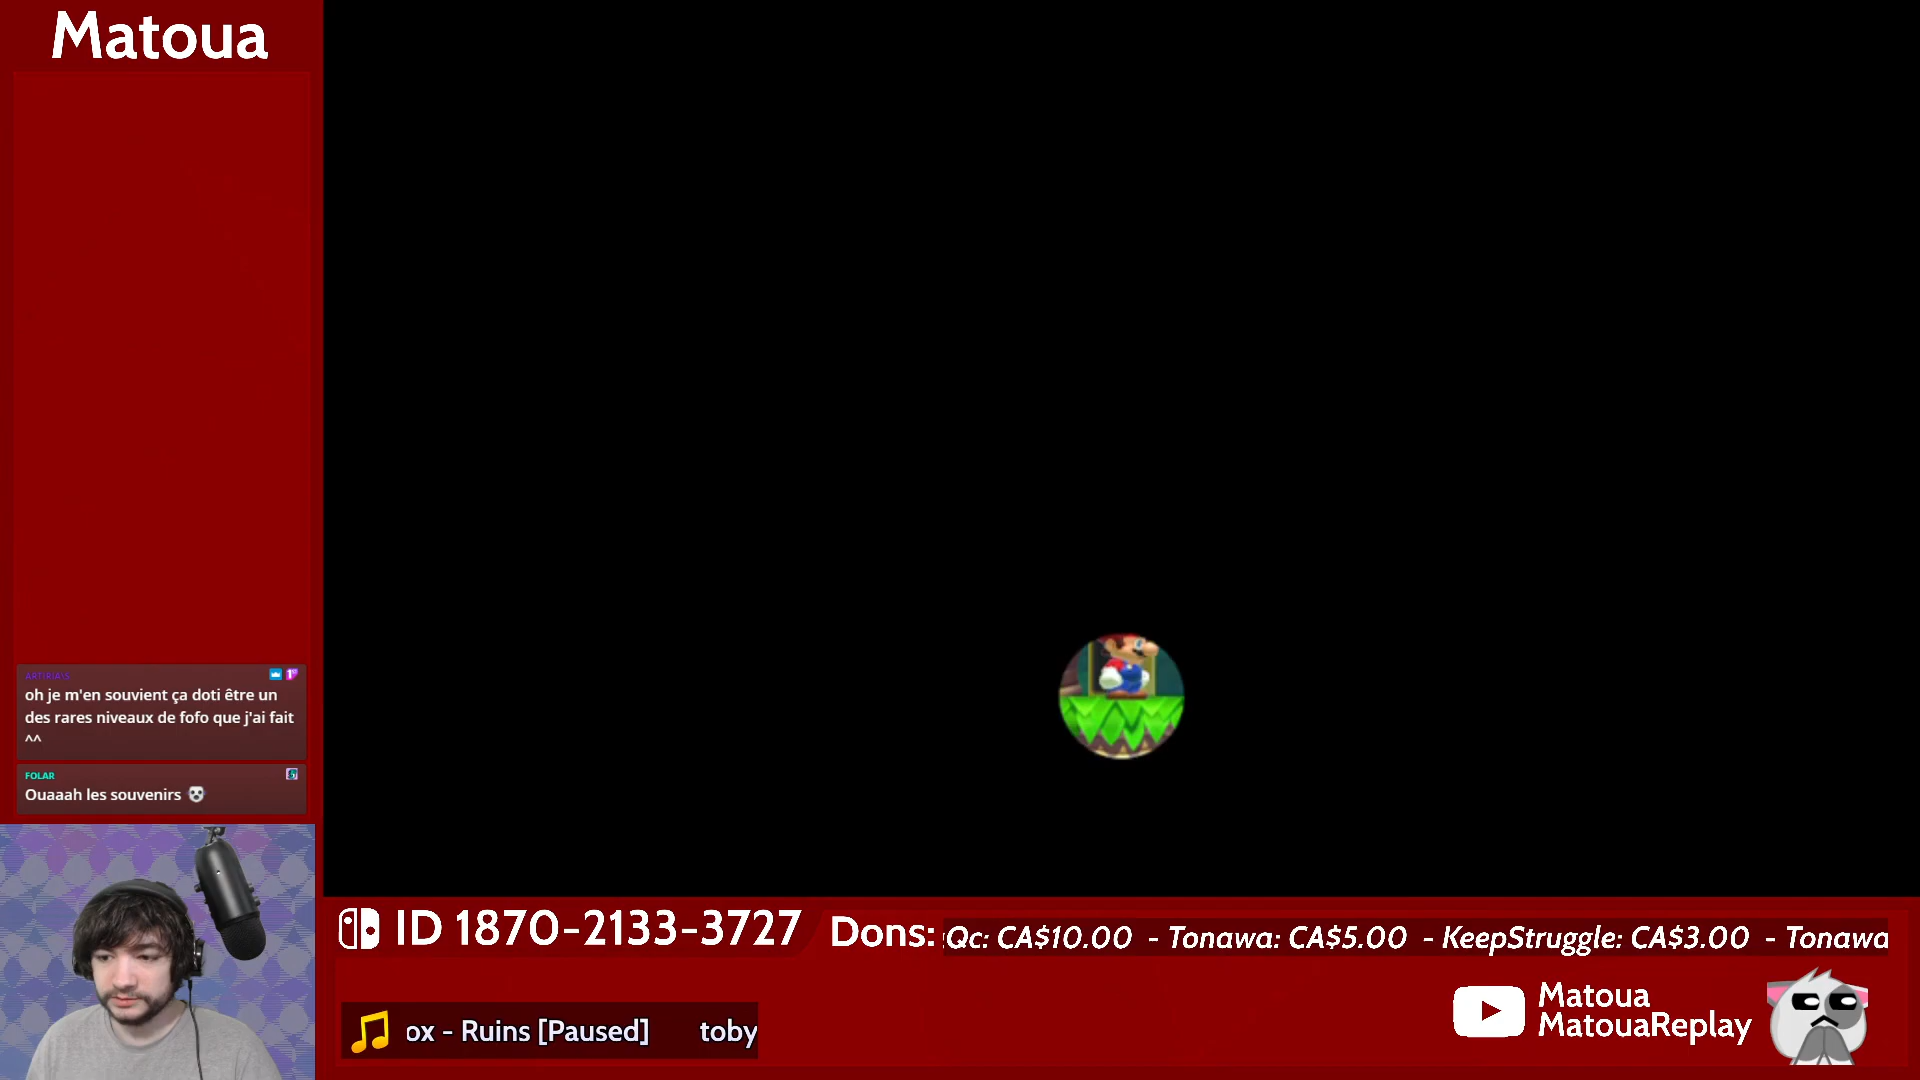 Matoua
ARTIRIA\S
oh je m'en souvient ça doti être un
des rares niveaux de fofo que j'ai fait
^^
FOLAR
Ouaaah les souvenirs
ID 1870-2133-3727
Dons: Qc: CA$10.00 - Tonawa: CA$5.00 - KeepStruggle: CA$3.00 - Tonawa
ox - Ruins [Paused] toby
Matoua
MatouaReplay